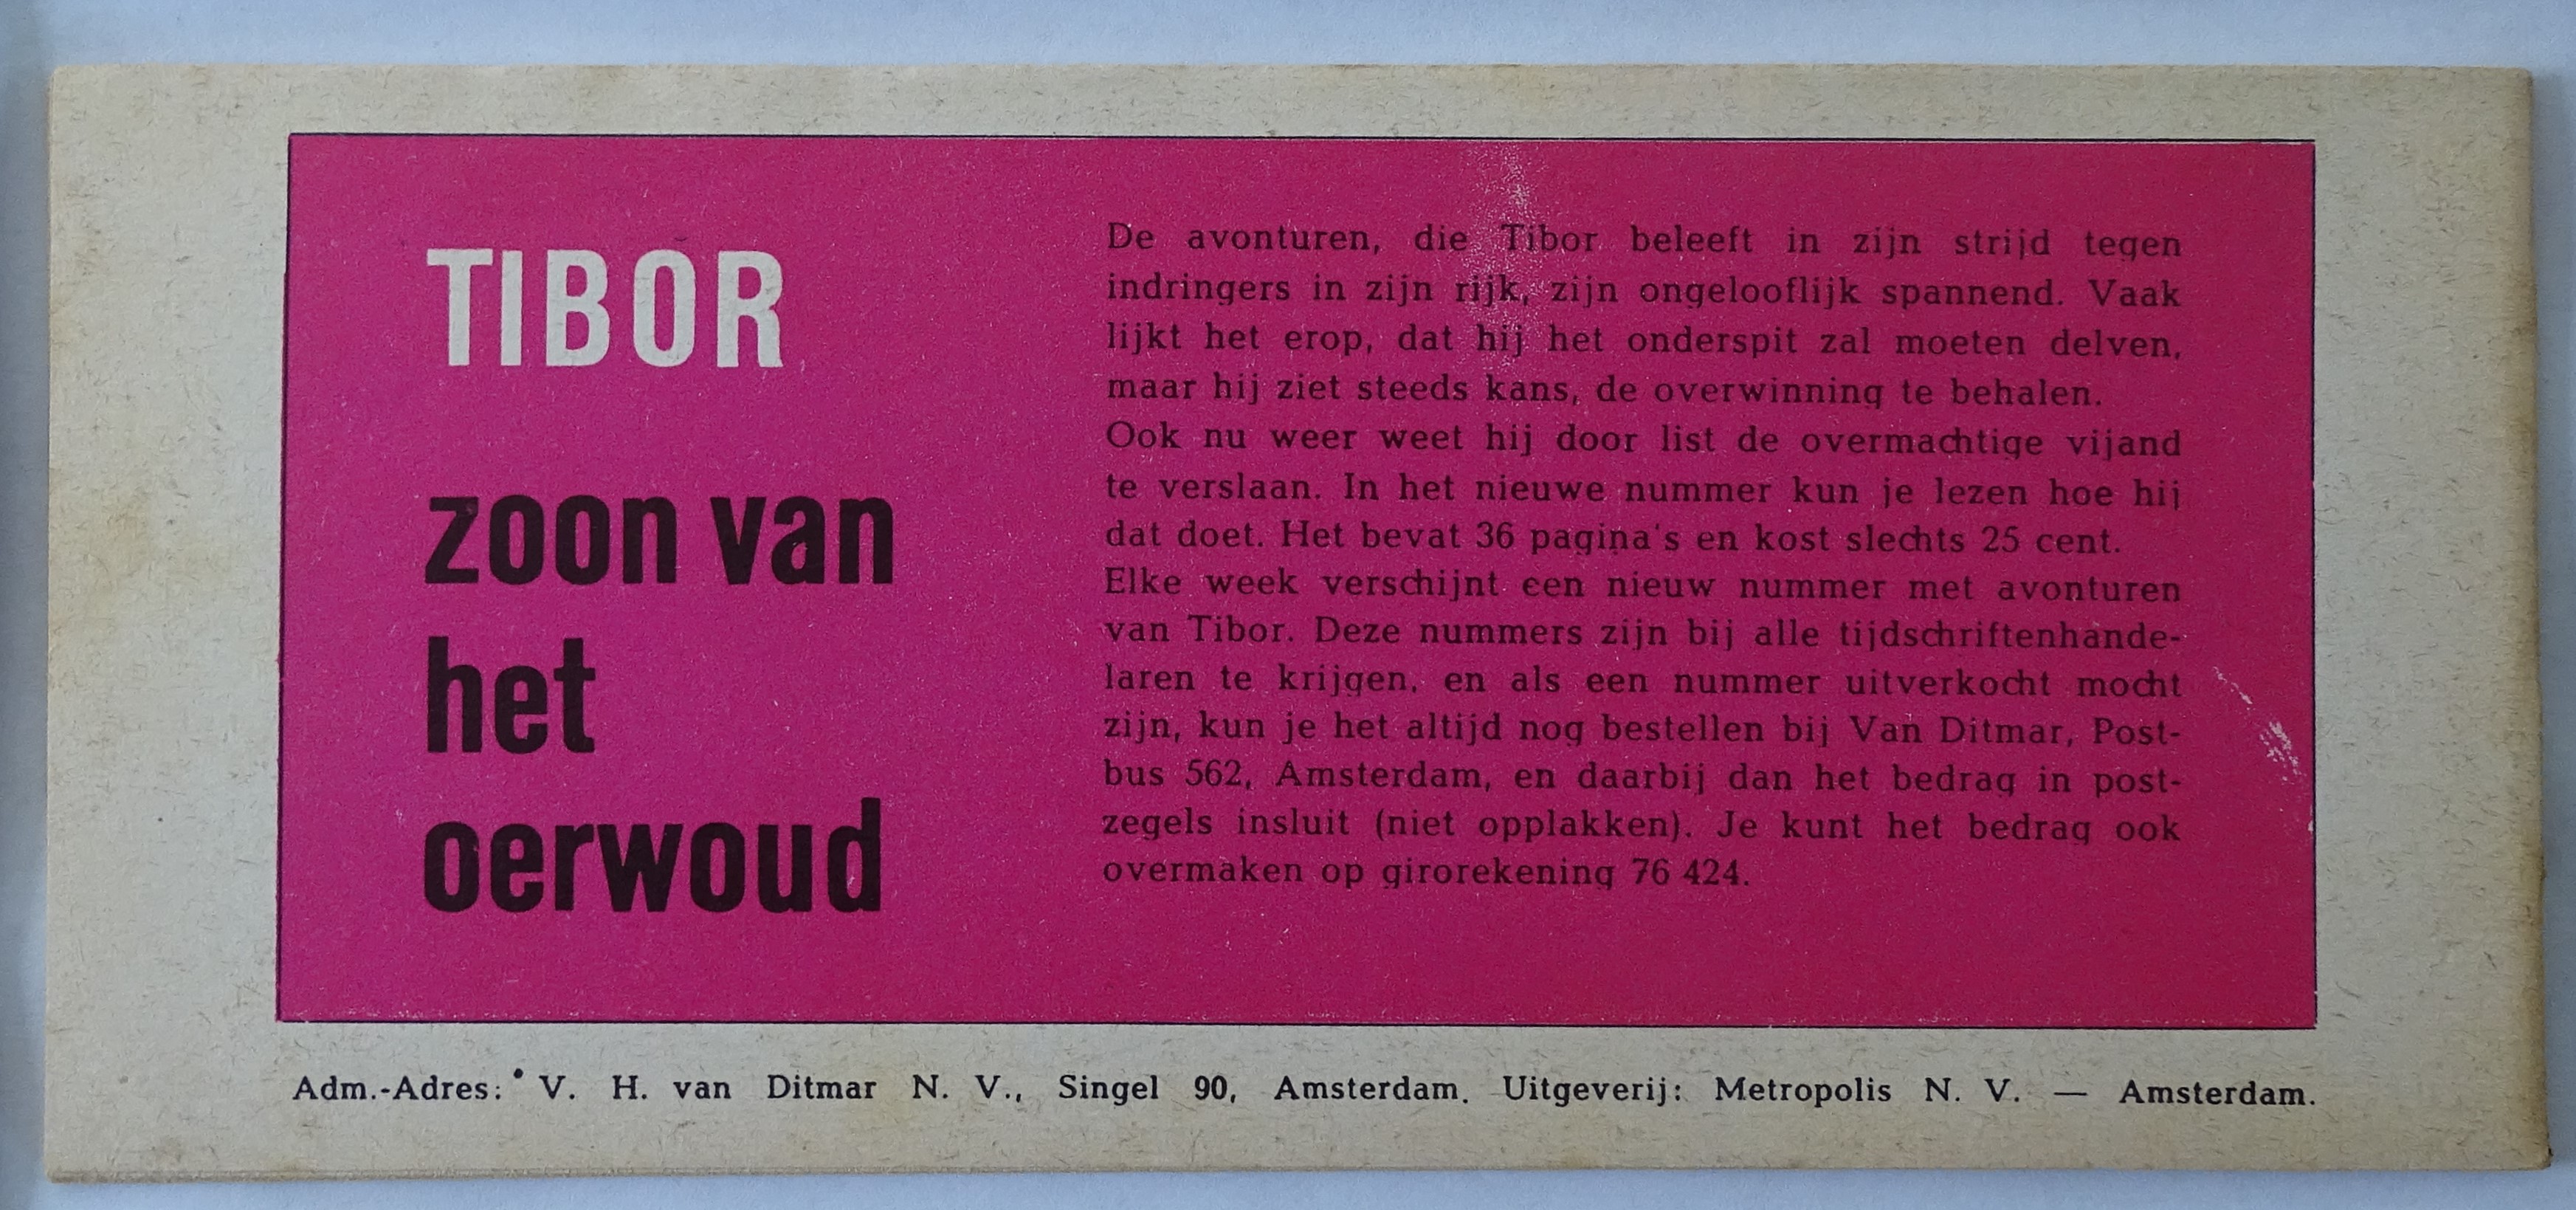 TIBOR
zoon van
het
oerwoud
De avonturen, die Tibor beleeft in zijn strijd tegen
indringers in zijn rijk, zijn ongelooflijk spannend. Vaak
lijkt het erop, dat hij het onderspit zal moeten delven,
maar hij ziet steeds kans, de overwinning te behalen.
Ook nu weer weet hij door list de overmachtige vijand
te verslaan. In het nieuwe nummer kun je lezen hoe hij
dat doet. Het bevat 36 pagina's en kost slechts 25 cent.
Elke week verschijnt een nieuw nummer met avonturen
van Tibor. Deze nummers zijn bij alle tijdschriftenhande-
laren te krijgen, en als een nummer uitverkocht mocht
zijn, kun je het altijd nog bestellen bij Van Ditmar, Post-
bus 562, Amsterdam, en daarbij dan het bedrag in post-
zegels insluit (niet opplakken). Je kunt het bedrag ook
overmaken op girorekening 76 424.
Adm.-Adres: V. H. van Ditmar N. V., Singel 90, Amsterdam. Uitgeverij: Metropolis N. V. — Amsterdam.